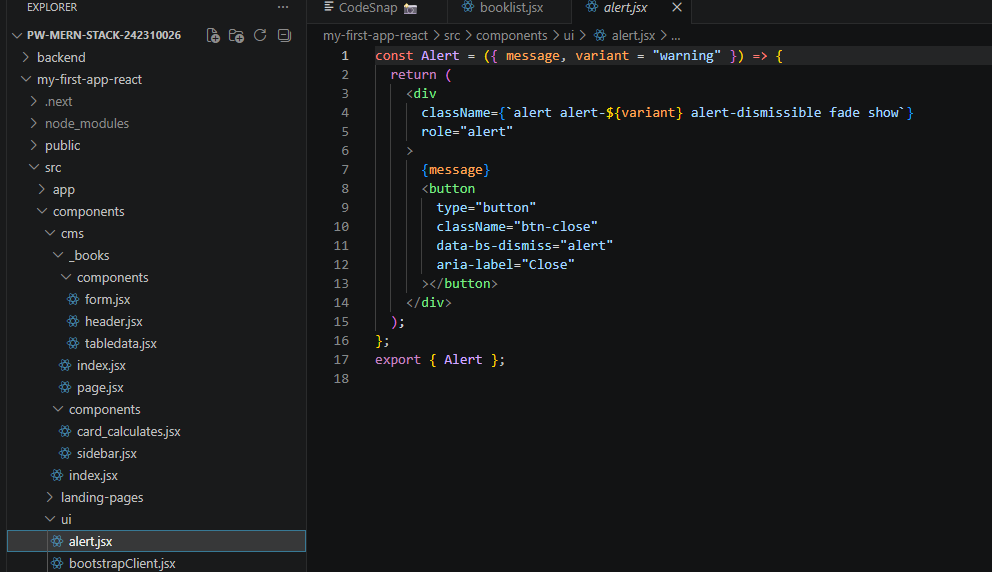 EXPLORER ...
PW-MERN-STACK-242310026
backend
my-first-app-react
.next
node_modules
public
src
app
components
cms
_books
components
form.jsx
header.jsx
tabledata.jsx
index.jsx
page.jsx
components
card_calculates.jsx
sidebar.jsx
index.jsx
landing-pages
ui
alert.jsx
bootstrapClient.jsx
CodeSnap 📸 booklist.jsx alert.jsx
my-first-app-react > src > components > ui > alert.jsx > ...
1 const Alert = ({ message, variant = "warning" }) => {
2 return (
3 <div
4 className={`alert alert-${variant} alert-dismissible fade show`}
5 role="alert"
6 >
7 {message}
8 <button
9 type="button"
10 className="btn-close"
11 data-bs-dismiss="alert"
12 aria-label="Close"
13 ></button>
14 </div>
15 );
16 };
17 export { Alert };
18